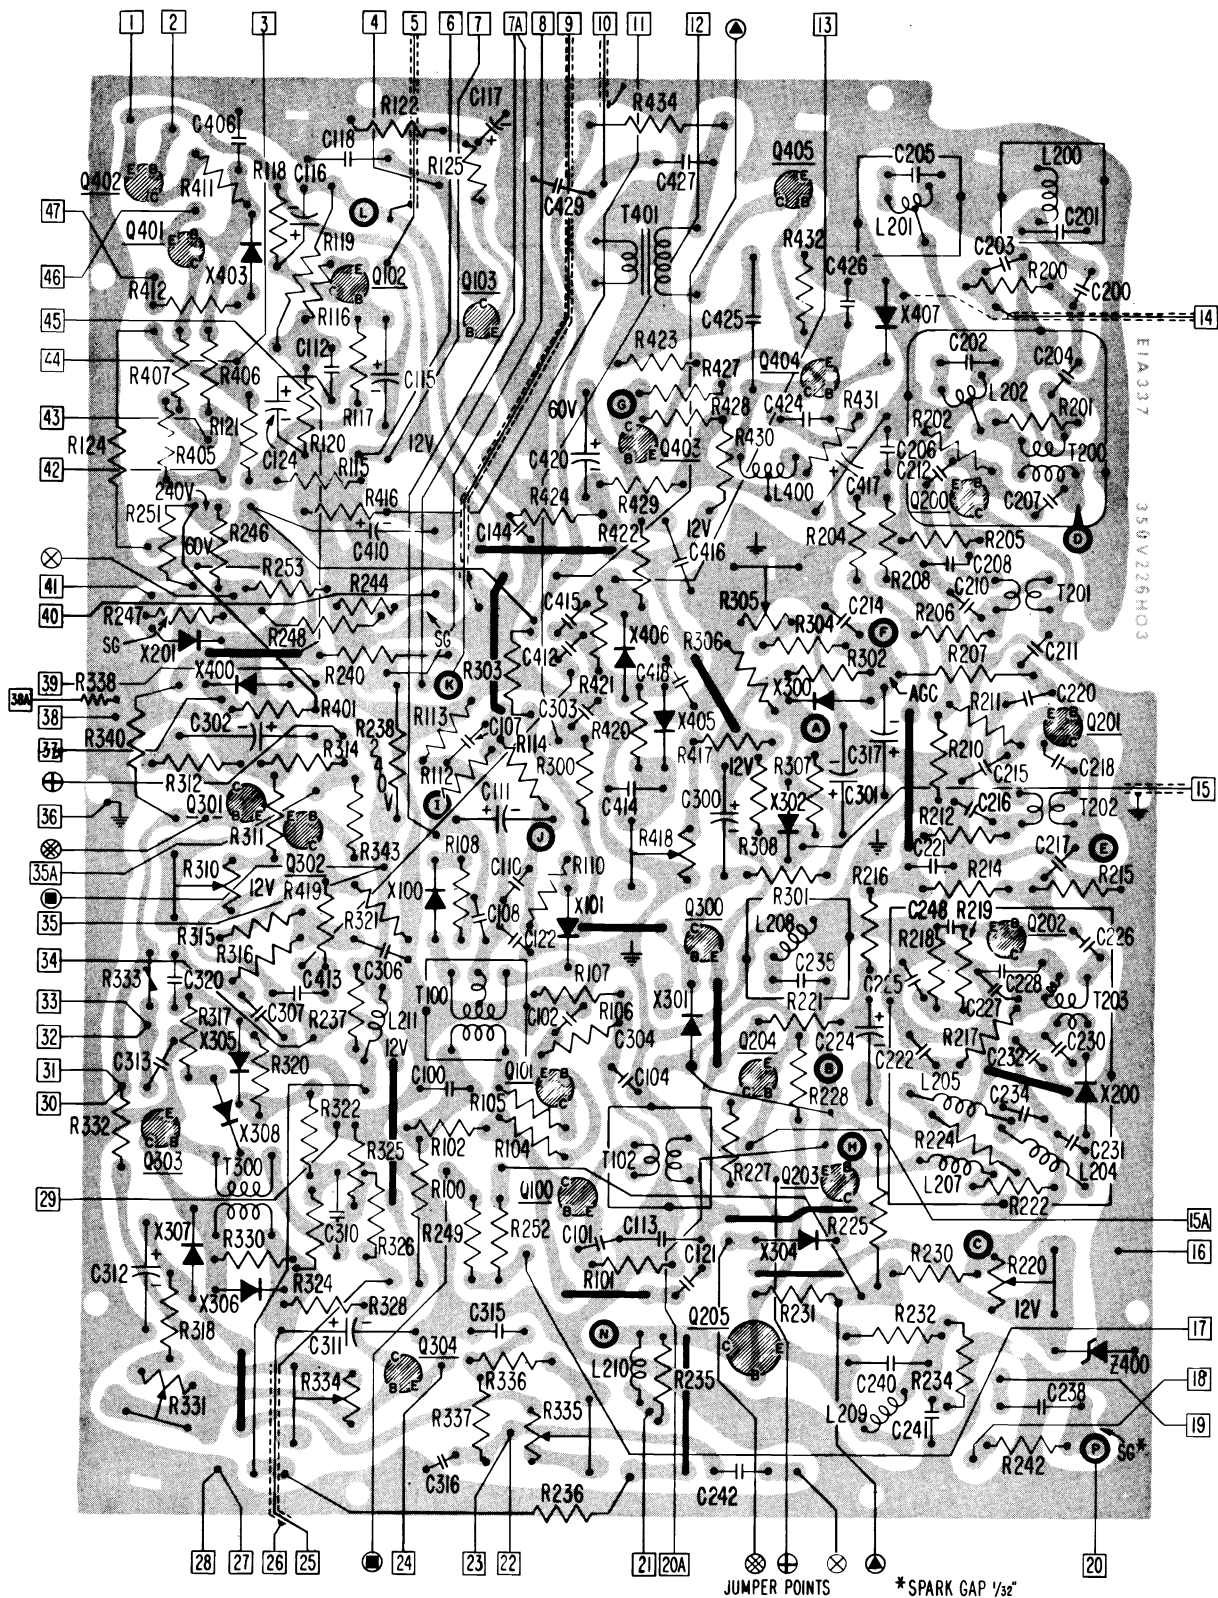 1 2 3 4 5 6 7 7A 8 9 10 11 12 13
R122 C117 R434
C406 C118 R125 C427 Q405 C205 L200
Q402 R411 R118 C116 C429 L201 C201
47 L T401 R432 C203
Q401 R119 C426 R200
46 X403 Q102 Q103 C200
R412 R116 C425 X407 14
45 C112 R423 C202 C204
44 R407 R406 C115 R427 Q404 L202 EIA337
43 R121 R117 60V G R428 C424 R431 R202 R201
R124 R405 R120 12V Q403 R430 C206 T200
42 C124 R115 C420 L400 C417 C212
240V R416 R424 R429 Q200 C207
R251 R246 C410 C144 R422 12V C416 R204 R205 D 350V226H03
60V R253 C208
41 R244 R208 C210 T201
40 R247 C415 R305 C214 R206
SG X201 R248 SG C412 X406 R306 R304 F
39 X400 R240 R303 C418 R302 R207 C211
38A R338 K R421 X300 AGC R211 C220
38 C302 R401 R113 C107 C303 R420 X405 A C317 Q201
R340 R238 R114 R417 R210
37 R314 240V R300 12V R307 C215 C218
R312 R112 C111 C414 C300 C301 15
36 Q301 I X302 R212 C216 T202
R311 J R418 R308 C221 C217 E
35A R310 Q302 R343 R108 C110 R110 R301 R216 R214 R215
12V R419 X100 X101
35 R315 R321 C108 Q300 L208 C248 R219 Q202
34 R316 C122 R218 C226
R333 C320 C413 C306 R107 C235 C225 C228
33 C307 T100 R106 X301 R221 C227 T203
32 R317 R237 L211 C102 C304 C224 R217 C230
C313 X305 12V Q204 C222 C232
31 R320 C100 Q101 C104 B L205 C234
30 R322 R105 R228 X200
R332 X308 R325 R102 R104 H R224 C231
Q303 T300 T102 R227 Q203 L207 L204
29 R100 Q100 R222
X307 C310 R249 R252 C101 C113 R225 15A
R330 R326 C121 X304 C R230 16
C312 R324 R101 R220
X306 R328 C315 Q205 R231 12V
R318 C311 Q304 N R232 17
R334 R336 L210 R235 C240 R234 Z400 18
R331 R337 R335 L209 C241 C238 19
C316 R242 P SG*
R236 C242
28 27 26 25 24 23 22 21 20A 20
JUMPER POINTS *SPARK GAP 1/32"